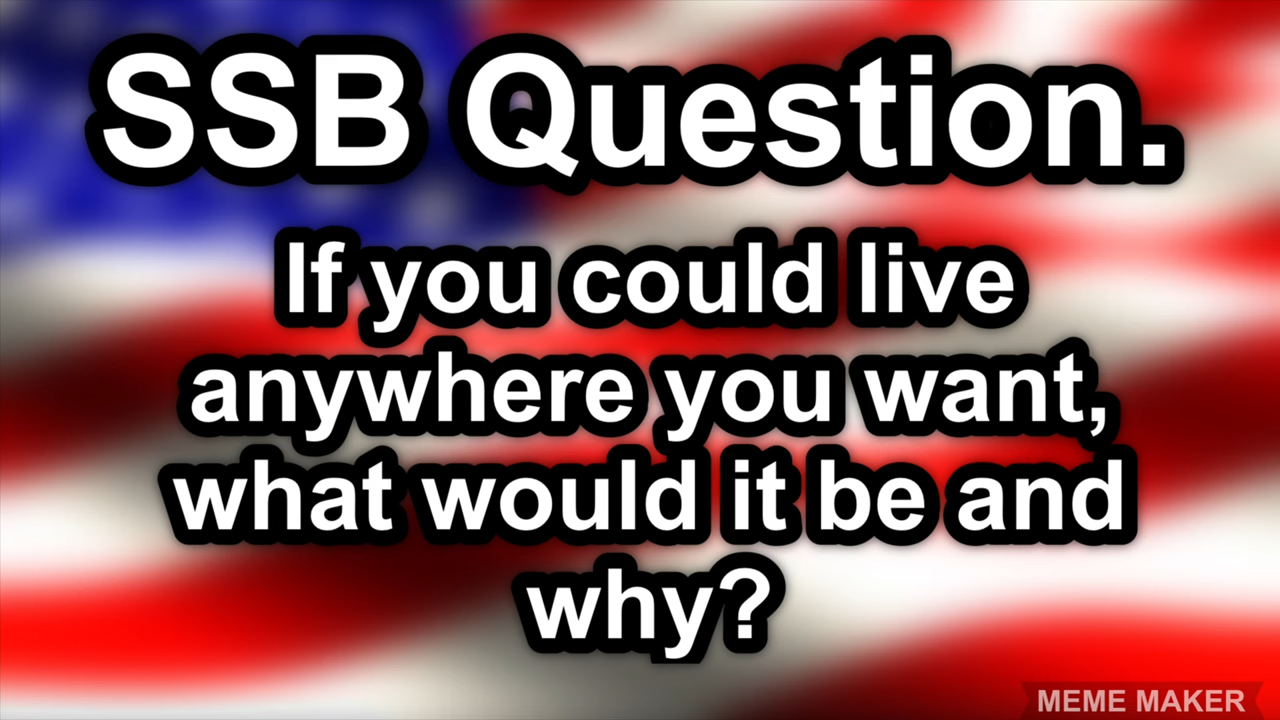 SSB Question.
If you could live
anywhere you want,
what would it be and
why?
MEME MAKER